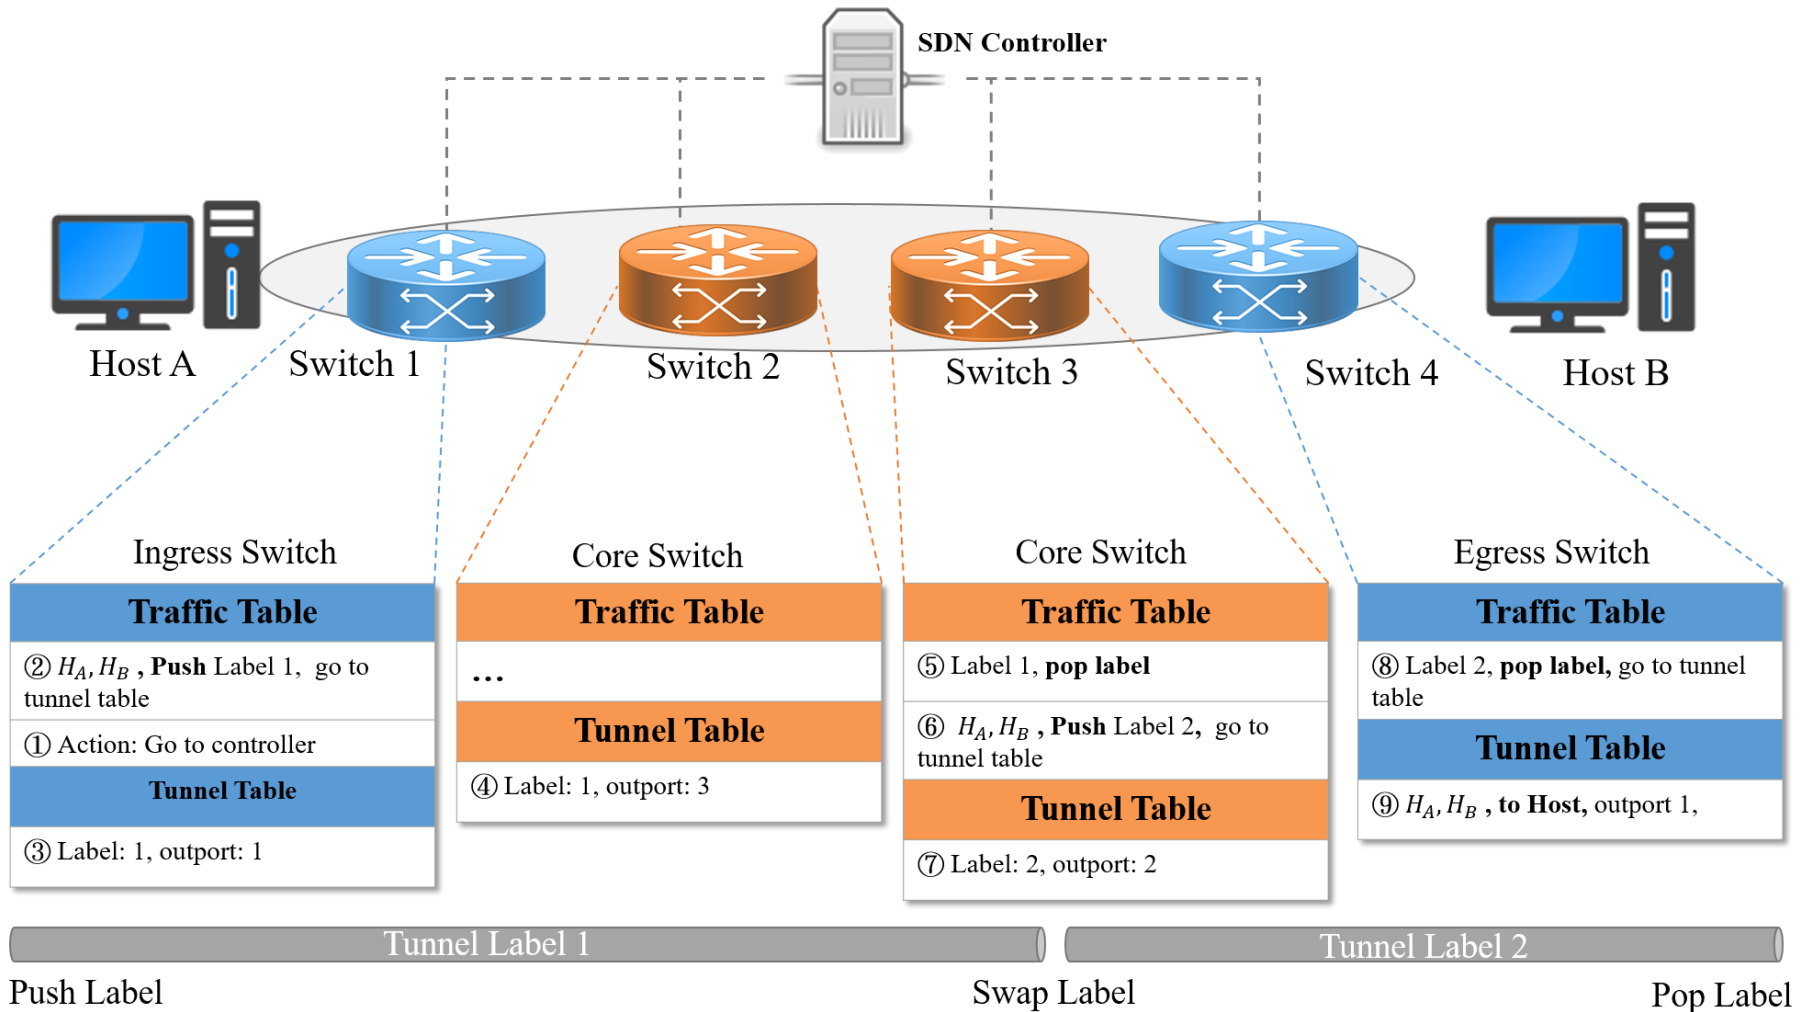 SDN Controller
Host A
Switch 1
Switch 2
Switch 3
Switch 4
Host B
Ingress Switch
Traffic Table
② H_A, H_B , Push Label 1, go to
tunnel table
① Action: Go to controller
Tunnel Table
③ Label: 1, outport: 1
Core Switch
Traffic Table
...
Tunnel Table
④ Label: 1, outport: 3
Core Switch
Traffic Table
⑤ Label 1, pop label
⑥ H_A, H_B , Push Label 2, go to
tunnel table
Tunnel Table
⑦ Label: 2, outport: 2
Egress Switch
Traffic Table
⑧ Label 2, pop label, go to tunnel
table
Tunnel Table
⑨ H_A, H_B , to Host, outport 1,
Tunnel Label 1
Tunnel Label 2
Push Label
Swap Label
Pop Label